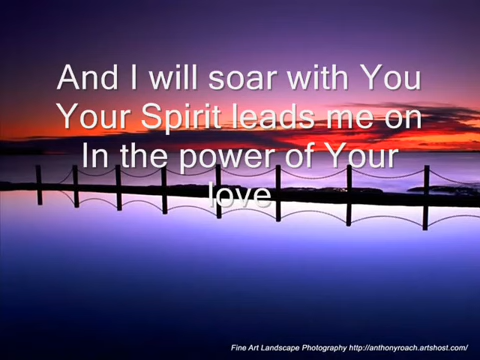 And I will soar with You
Your Spirit leads me on
In the power of Your
love
Fine Art Landscape Photography http://anthonyroach.artshost.com/